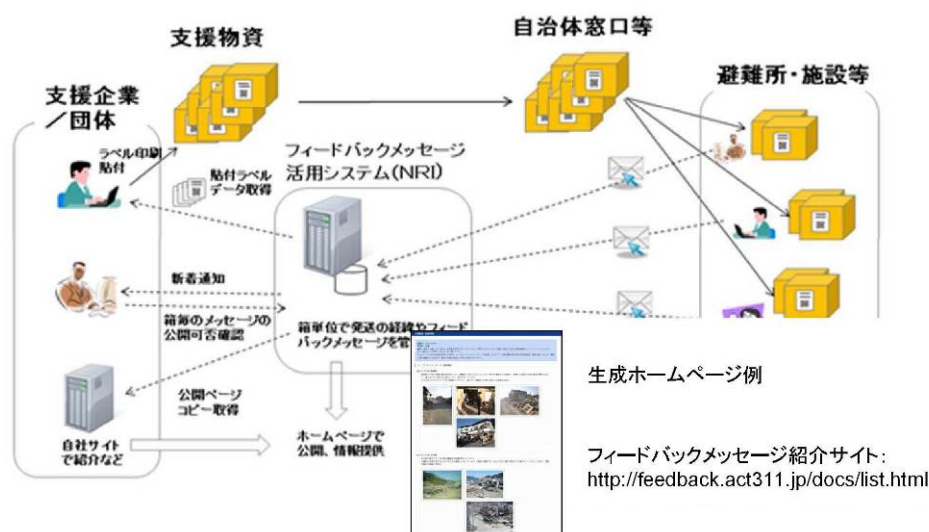 支援物資
自治体窓口等
避難所・施設等
支援企業
／団体
ラベル印刷
貼付
貼付ラベル
データ取得
フィードバックメッセージ
活用システム(NRI)
新着通知
箱毎のメッセージの
公開可否確認
箱単位で発送の経緯やフィード
バックメッセージを管
公開ページ
コピー取得
自社サイト
で紹介など
ホームページで
公開、情報提供
生成ホームページ例
フィードバックメッセージ紹介サイト：
http://feedback.act311.jp/docs/list.html